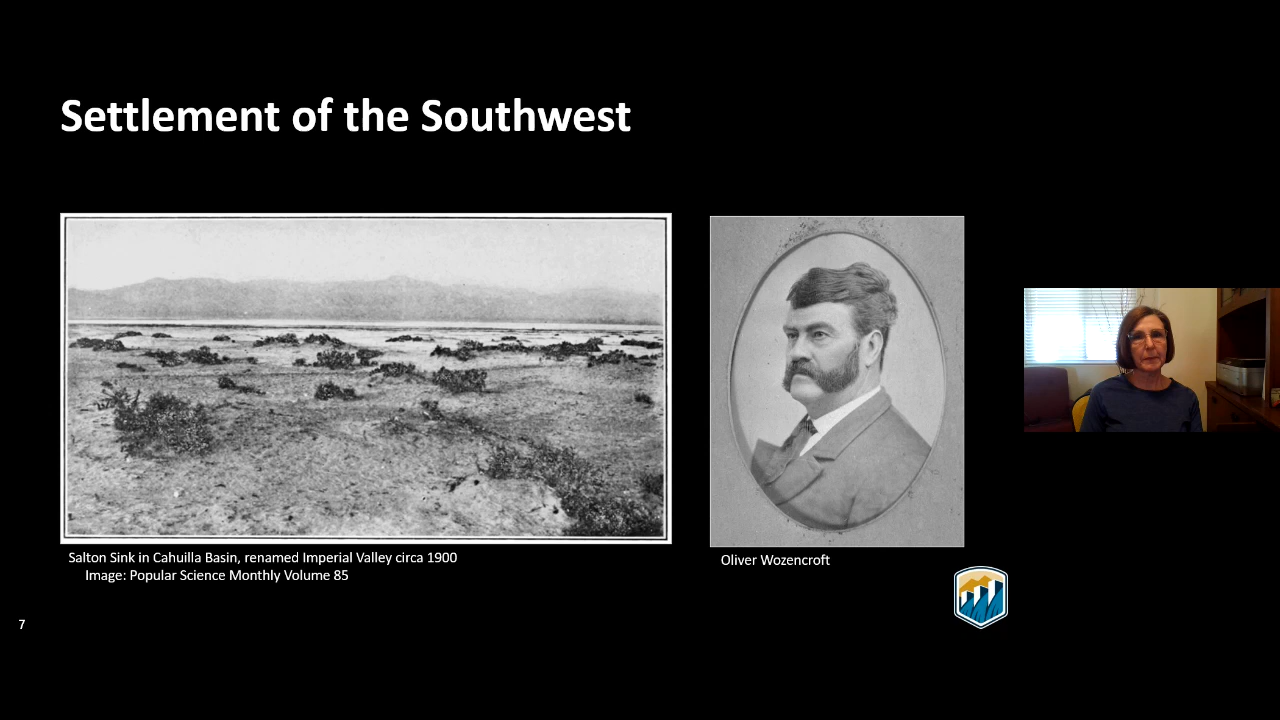 Settlement of the Southwest
Salton Sink in Cahuilla Basin, renamed Imperial Valley circa 1900
Image: Popular Science Monthly Volume 85
Oliver Wozencroft
7